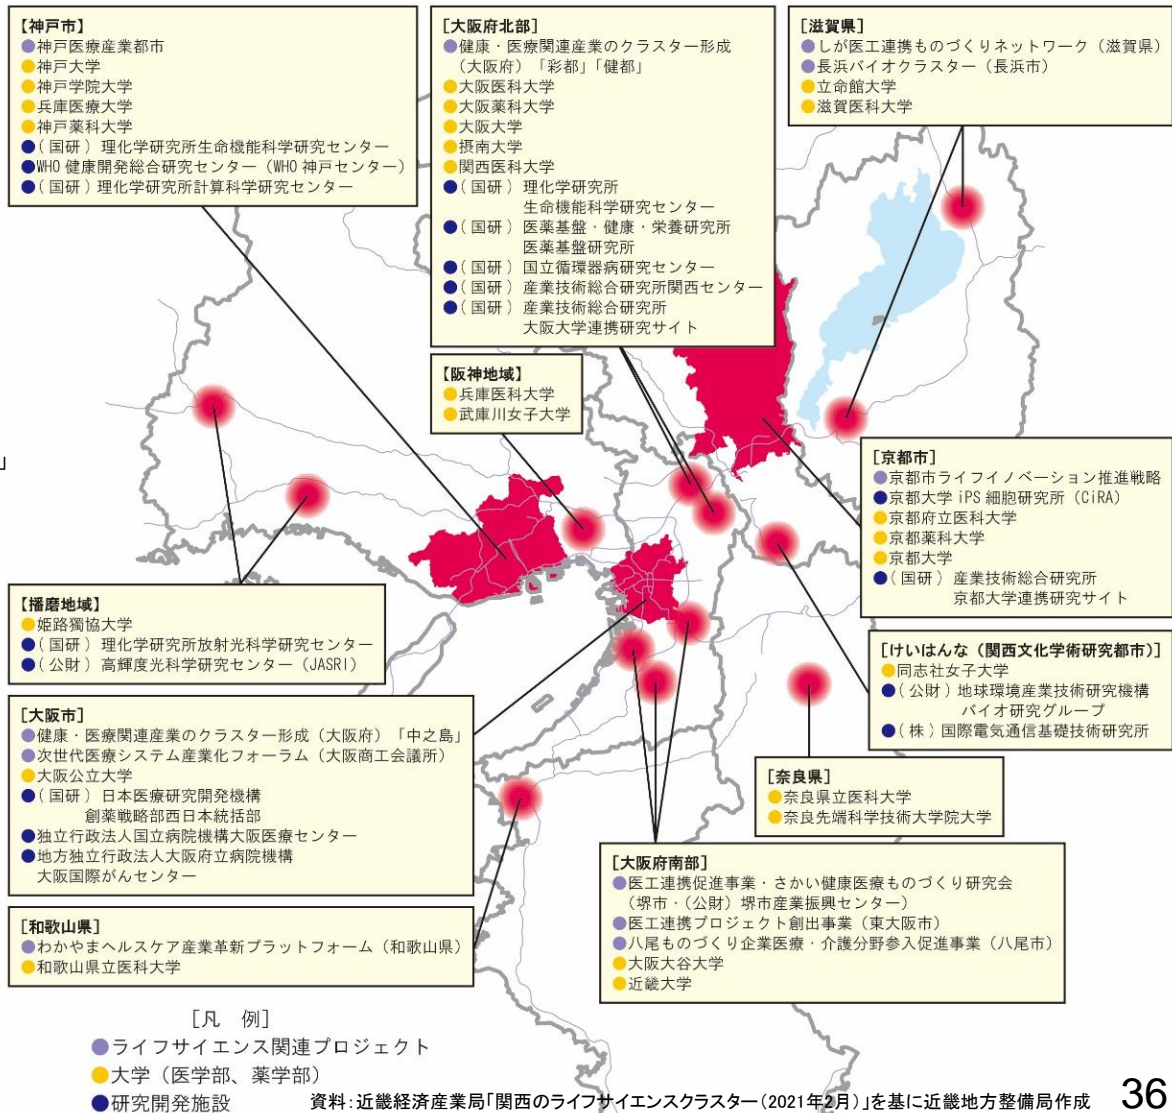 【神戸市】
●神戸医療産業都市
●神戸大学
●神戸学院大学
●兵庫医療大学
●神戸薬科大学
●(国研)理化学研究所生命機能科学研究センター
●WHO 健康開発総合研究センター(WHO 神戸センター)
●(国研)理化学研究所計算科学研究センター
[大阪府北部]
●健康・医療関連産業のクラスター形成
(大阪府)「彩都」「健都」
●大阪医科大学
●大阪薬科大学
●大阪大学
●摂南大学
●関西医科大学
●(国研)理化学研究所
生命機能科学研究センター
●(国研)医薬基盤・健康・栄養研究所
医薬基盤研究所
●(国研)国立循環器病研究センター
●(国研)産業技術総合研究所関西センター
●(国研)産業技術総合研究所
大阪大学連携研究サイト
[滋賀県]
●しが医工連携ものづくりネットワーク(滋賀県)
●長浜バイオクラスター(長浜市)
●立命館大学
●滋賀医科大学
【阪神地域】
●兵庫医科大学
●武庫川女子大学
」
[京都市]
●京都市ライフイノベーション推進戦略
●京都大学 iPS 細胞研究所(CiRA)
●京都府立医科大学
●京都薬科大学
●京都大学
●(国研)産業技術総合研究所
京都大学連携研究サイト
【播磨地域】
●姫路獨協大学
●(国研)理化学研究所放射光科学研究センター
●(公財)高輝度光科学研究センター(JASRI)
[けいはんな(関西文化学術研究都市)]
●同志社女子大学
●(公財)地球環境産業技術研究機構
バイオ研究グループ
●(株)国際電気通信基礎技術研究所
[大阪市]
●健康・医療関連産業のクラスター形成(大阪府)「中之島」
●次世代医療システム産業化フォーラム(大阪商工会議所)
●大阪公立大学
●(国研)日本医療研究開発機構
創薬戦略部西日本統括部
●独立行政法人国立病院機構大阪医療センター
●地方独立行政法人大阪府立病院機構
大阪国際がんセンター
[奈良県]
●奈良県立医科大学
●奈良先端科学技術大学院大学
[大阪府南部]
●医工連携促進事業・さかい健康医療ものづくり研究会
(堺市・(公財)堺市産業振興センター)
●医工連携プロジェクト創出事業(東大阪市)
●八尾ものづくり企業医療・介護分野参入促進事業(八尾市)
●大阪大谷大学
●近畿大学
[和歌山県]
●わかやまヘルスケア産業革新プラットフォーム(和歌山県)
●和歌山県立医科大学
[凡 例]
●ライフサイエンス関連プロジェクト
●大学(医学部、薬学部)
●研究開発施設
資料:近畿経済産業局「関西のライフサイエンスクラスター(2021年2月)」を基に近畿地方整備局作成
36